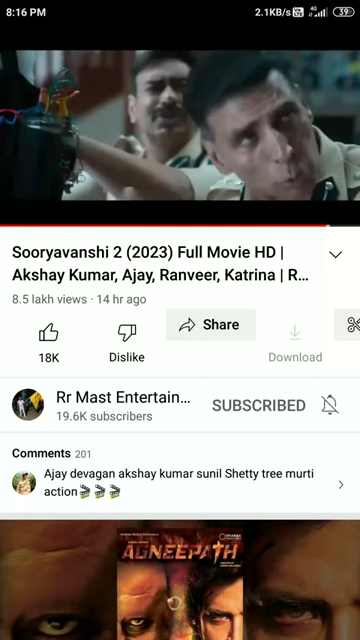 8:16 PM 2.1KB/s 4G 39
Sooryavanshi 2 (2023) Full Movie HD |
Akshay Kumar, Ajay, Ranveer, Katrina | R...
8.5 lakh views · 14 hr ago
18K Dislike Share Download
Rr Mast Entertain... SUBSCRIBED
19.6K subscribers
Comments 201
Ajay devagan akshay kumar sunil Shetty tree murti
action🎬🎬🎬
AGNEEPATH